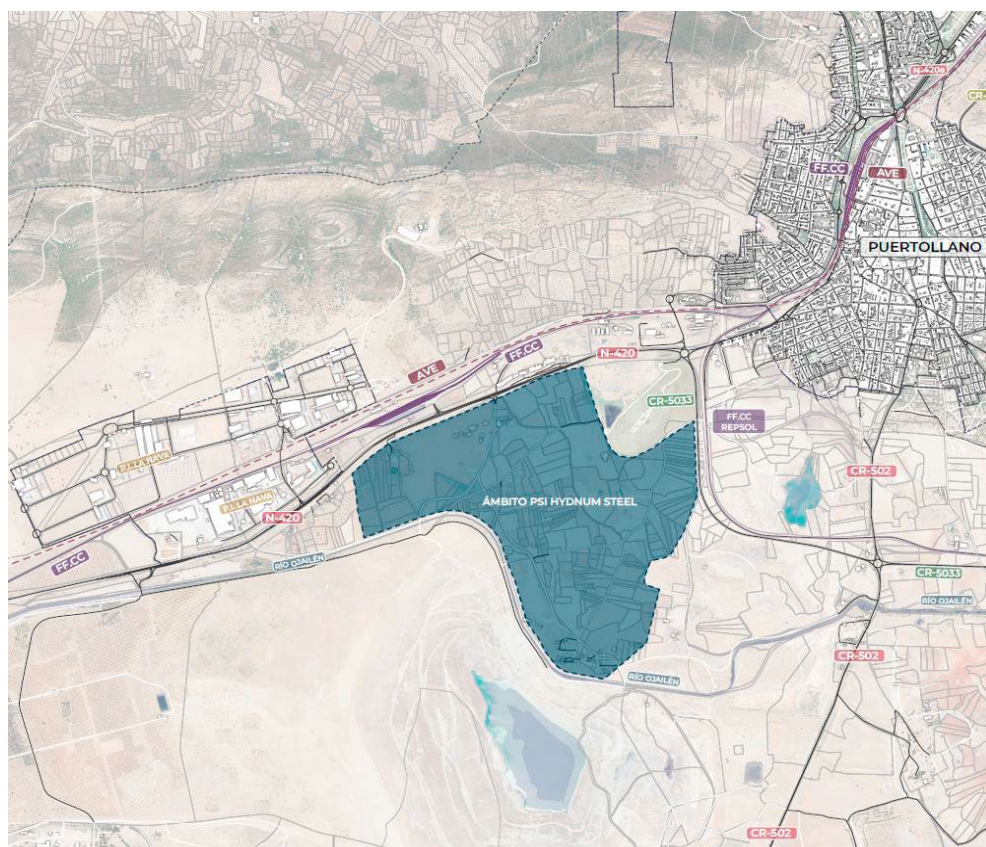 N-420a
CR-
FF.CC
AVE
PUERTOLLANO
FF.CC
N-420
AVE
CR-5033
FF.CC
REPSOL
P.I. LA NAVA
CR-502
P.I. LA NAVA
ÁMBITO PSI HYDNUM STEEL
N-420
FF.CC
RÍO OJAILÉN
CR-5033
RÍO OJAILÉN
CR-502
RÍO OJAILÉN
CR-502